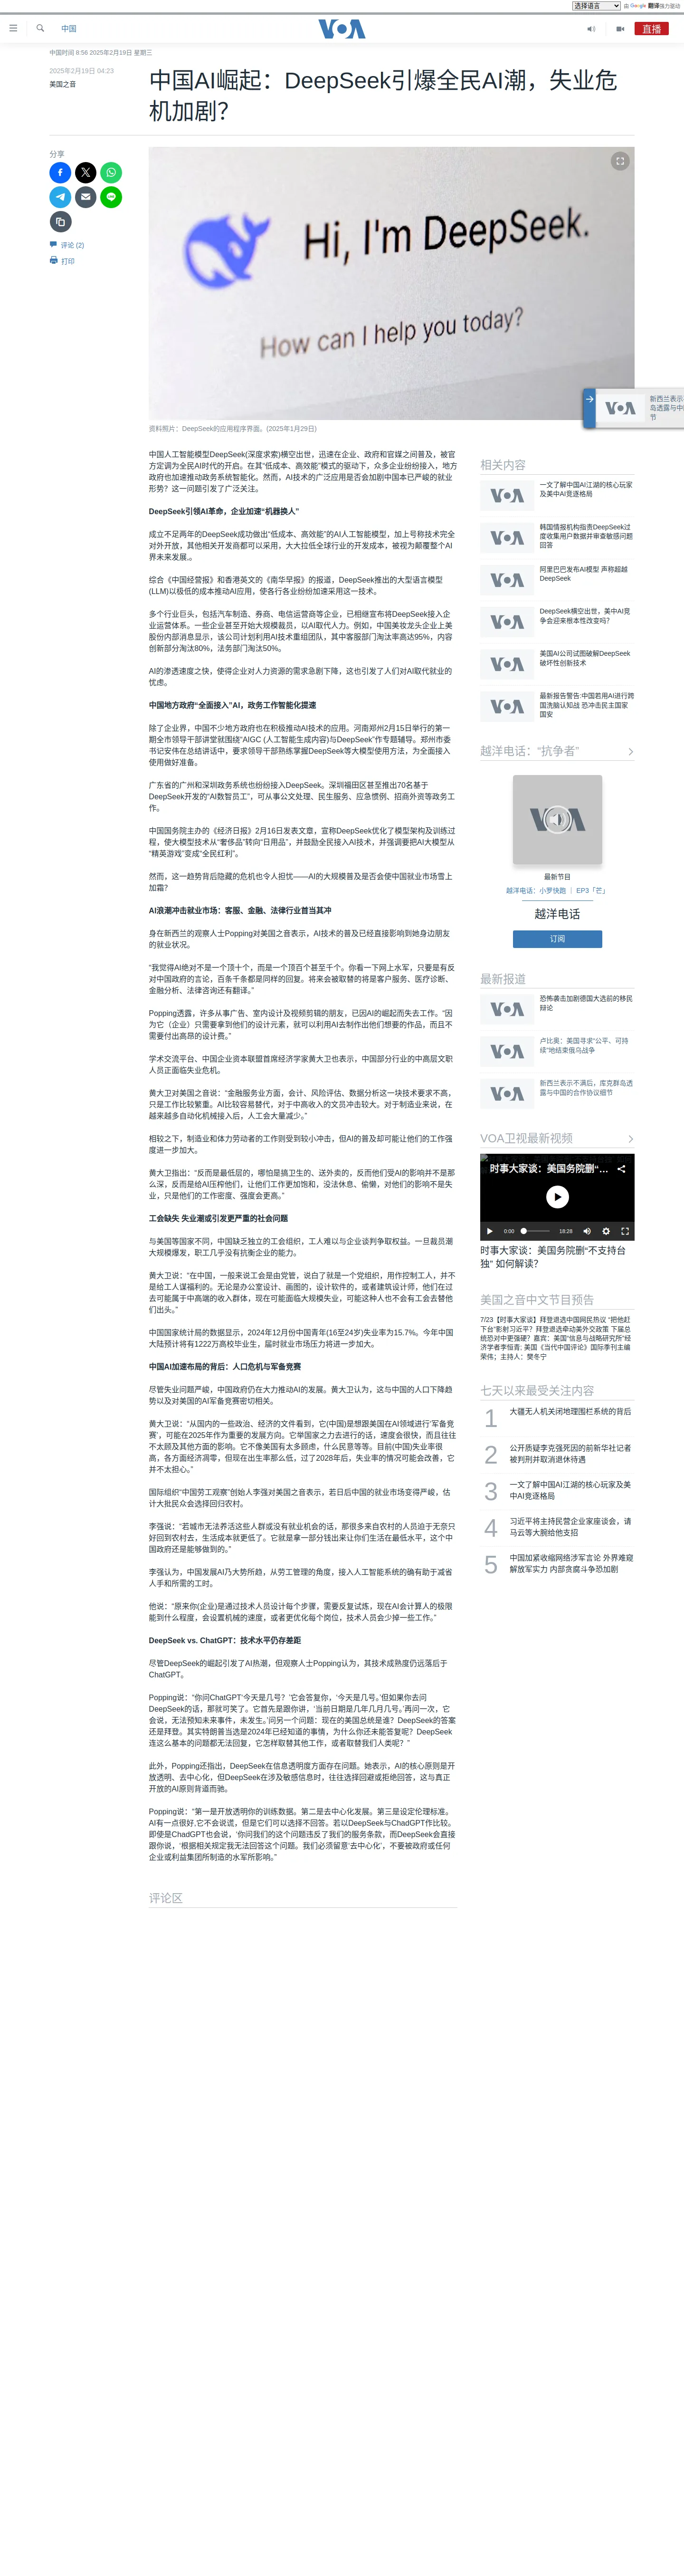 选择语言 由 Google 翻译强力驱动
中国
VOA
直播
中国时间 8:56 2025年2月19日 星期三
2025年2月19日 04:23
美国之音
中国AI崛起：DeepSeek引爆全民AI潮，失业危
机加剧？
分享
评论 (2)
打印
Hi, I'm DeepSeek.
How can I help you today?
资料照片：DeepSeek的应用程序界面。(2025年1月29日)
新西兰表示
岛透露与中
节
中国人工智能模型DeepSeek(深度求索)横空出世，迅速在企业、政府和官媒之间普及，被官
方定调为全民AI时代的开启。在其“低成本、高效能”模式的驱动下，众多企业纷纷接入，地方
政府也加速推动政务系统智能化。然而，AI技术的广泛应用是否会加剧中国本已严峻的就业
形势？这一问题引发了广泛关注。
DeepSeek引领AI革命，企业加速“机器换人”
成立不足两年的DeepSeek成功做出“低成本、高效能”的AI人工智能模型，加上号称技术完全
对外开放，其他相关开发商都可以采用，大大拉低全球行业的开发成本，被视为颠覆整个AI
界未来发展,。
综合《中国经营报》和香港英文的《南华早报》的报道，DeepSeek推出的大型语言模型
(LLM)以极低的成本推动AI应用，使各行各业纷纷加速采用这一技术。
多个行业巨头，包括汽车制造、券商、电信运营商等企业，已相继宣布将DeepSeek接入企
业运营体系。一些企业甚至开始大规模裁员，以AI取代人力。例如，中国美妆龙头企业上美
股份内部消息显示，该公司计划利用AI技术重组团队，其中客服部门淘汰率高达95%，内容
创新部分淘汰80%，法务部门淘汰50%。
AI的渗透速度之快，使得企业对人力资源的需求急剧下降，这也引发了人们对AI取代就业的
忧虑。
中国地方政府“全面接入”AI，政务工作智能化提速
除了企业界，中国不少地方政府也在积极推动AI技术的应用。河南郑州2月15日举行的第一
期全市领导干部讲堂就围绕“AIGC (人工智能生成内容)与DeepSeek”作专题辅导。郑州市委
书记安伟在总结讲话中，要求领导干部熟练掌握DeepSeek等大模型使用方法，为全面接入
使用做好准备。
广东省的广州和深圳政务系统也纷纷接入DeepSeek。深圳福田区甚至推出70名基于
DeepSeek开发的“AI数智员工”，可从事公文处理、民生服务、应急惯例、招商外资等政务工
作。
中国国务院主办的《经济日报》2月16日发表文章，宣称DeepSeek优化了模型架构及训练过
程，使大模型技术从“奢侈品”转向“日用品”，并鼓励全民接入AI技术，并强调要把AI大模型从
“精英游戏”变成“全民红利”。
然而，这一趋势背后隐藏的危机也令人担忧——AI的大规模普及是否会使中国就业市场雪上
加霜？
AI浪潮冲击就业市场：客服、金融、法律行业首当其冲
身在新西兰的观察人士Popping对美国之音表示，AI技术的普及已经直接影响到她身边朋友
的就业状况。
“我觉得AI绝对不是一个顶十个，而是一个顶百个甚至千个。你看一下网上水军，只要是有反
对中国政府的言论，百条千条都是同样的回复。将来会被取替的将是客户服务、医疗诊断、
金融分析、法律咨询还有翻译。”
Popping透露，许多从事广告、室内设计及视频剪辑的朋友，已因AI的崛起而失去工作。“因
为它（企业）只需要拿到他们的设计元素，就可以利用AI去制作出他们想要的作品，而且不
需要付出高昂的设计费。”
学术交流平台、中国企业资本联盟首席经济学家黄大卫也表示，中国部分行业的中高层文职
人员正面临失业危机。
黄大卫对美国之音说：“金融服务业方面，会计、风险评估、数据分析这一块技术要求不高，
只是工作比较繁重。AI比较容易替代，对于中高收入的文员冲击较大。对于制造业来说，在
越来越多自动化机械接入后，人工会大量减少。”
相较之下，制造业和体力劳动者的工作则受到较小冲击，但AI的普及却可能让他们的工作强
度进一步加大。
黄大卫指出：“反而是最低层的，哪怕是搞卫生的、送外卖的，反而他们受AI的影响并不是那
么深，反而是给AI压榨他们，让他们工作更加饱和，没法休息、偷懒，对他们的影响不是失
业，只是他们的工作密度、强度会更高。”
工会缺失 失业潮或引发更严重的社会问题
与美国等国家不同，中国缺乏独立的工会组织，工人难以与企业谈判争取权益。一旦裁员潮
大规模爆发，职工几乎没有抗衡企业的能力。
黄大卫说：“在中国，一般来说工会是由党管，说白了就是一个党组织，用作控制工人，并不
是给工人谋福利的。无论是办公室设计、画图的，设计软件的，或者建筑设计师，他们在过
去可能属于中高端的收入群体，现在可能面临大规模失业，可能这种人也不会有工会去替他
们出头。”
中国国家统计局的数据显示，2024年12月份中国青年(16至24岁)失业率为15.7%。今年中国
大陆预计将有1222万高校毕业生，届时就业市场压力将进一步加大。
中国AI加速布局的背后：人口危机与军备竞赛
尽管失业问题严峻，中国政府仍在大力推动AI的发展。黄大卫认为，这与中国的人口下降趋
势以及对美国的AI军备竞赛密切相关。
黄大卫说：“从国内的一些政治、经济的文件看到，它(中国)是想跟美国在AI领域进行‘军备竞
赛’，可能在2025年作为重要的发展方向。它举国家之力去进行的话，速度会很快，而且往往
不太顾及其他方面的影响。它不像美国有太多顾虑，什么民意等等。目前(中国)失业率很
高，各方面经济凋零，但现在出生率那么低，过了2028年后，失业率的情况可能会改善，它
并不太担心。”
国际组织“中国劳工观察”创始人李强对美国之音表示，若日后中国的就业市场变得严峻，估
计大批民众会选择回归农村。
李强说：“若城市无法养活这些人群或没有就业机会的话，那很多来自农村的人员迫于无奈只
好回到农村去，生活成本就更低了。它就是拿一部分钱出来让你们生活在最低水平，这个中
国政府还是能够做到的。”
李强认为，中国发展AI乃大势所趋，从劳工管理的角度，接入人工智能系统的确有助于减省
人手和所需的工时。
他说：“原来你(企业)是通过技术人员设计每个步骤，需要反复试炼，现在AI会计算人的极限
能到什么程度，会设置机械的速度，或者更优化每个岗位，技术人员会少掉一些工作。”
DeepSeek vs. ChatGPT：技术水平仍存差距
尽管DeepSeek的崛起引发了AI热潮，但观察人士Popping认为，其技术成熟度仍远落后于
ChatGPT。
Popping说：“你问ChatGPT‘今天是几号？’它会答复你，‘今天是几号。’但如果你去问
DeepSeek的话，那就可笑了。它首先是跟你讲，‘当前日期是几年几月几号。’再问一次，它
会说，无法预知未来事件，未发生。‘问另一个问题：现在的美国总统是谁？DeepSeek的答案
还是拜登。其实特朗普当选是2024年已经知道的事情，为什么你还未能答复呢？DeepSeek
连这么基本的问题都无法回复，它怎样取替其他工作，或者取替我们人类呢？”
此外，Popping还指出，DeepSeek在信息透明度方面存在问题。她表示，AI的核心原则是开
放透明、去中心化，但DeepSeek在涉及敏感信息时，往往选择回避或拒绝回答，这与真正
开放的AI原则背道而驰。
Popping说：“第一是开放透明你的训练数据。第二是去中心化发展。第三是设定伦理标准。
AI有一点很好,它不会说谎，但是它们可以选择不回答。若以DeepSeek与ChadGPT作比较。
即使是ChadGPT也会说，‘你问我们的这个问题违反了我们的服务条款，而DeepSeek会直接
跟你说，‘根据相关规定我无法回答这个问题。我们必须留意‘去中心化’，不要被政府或任何
企业或利益集团所制造的水军所影响。”
评论区
相关内容
VOA 一文了解中国AI江湖的核心玩家
及美中AI竞逐格局
VOA 韩国情报机构指责DeepSeek过
度收集用户数据并审查敏感问题
回答
VOA 阿里巴巴发布AI模型 声称超越
DeepSeek
VOA DeepSeek横空出世，美中AI竞
争会迎来根本性改变吗？
VOA 美国AI公司试图破解DeepSeek
破坏性创新技术
VOA 最新报告警告:中国若用AI进行跨
国洗脑认知战 恐冲击民主国家
国安
越洋电话：“抗争者”
VOA
最新节目
越洋电话：小罗快跑 ｜ EP3「芒」
越洋电话
订阅
最新报道
VOA 恐怖袭击加剧德国大选前的移民
辩论
VOA 卢比奥：美国寻求“公平、可持
续”地结束俄乌战争
VOA 新西兰表示不满后，库克群岛透
露与中国的合作协议细节
VOA卫视最新视频
时事大家谈：美国务院删“...
0:00 18:28
时事大家谈：美国务院删“不支持台
独” 如何解读？
美国之音中文节目预告
7/23【时事大家谈】拜登退选中国网民热议 “把他赶
下台”影射习近平？拜登退选牵动美外交政策 下届总
统恐对中更强硬？嘉宾：美国“信息与战略研究所”经
济学者李恒青; 美国《当代中国评论》国际季刊主编
荣伟；主持人：樊冬宁
七天以来最受关注内容
1 大疆无人机关闭地理围栏系统的背后
2 公开质疑李克强死因的前新华社记者
被判刑并取消退休待遇
3 一文了解中国AI江湖的核心玩家及美
中AI竞逐格局
4 习近平将主持民营企业家座谈会，请
马云等大腕给他支招
5 中国加紧收缩网络涉军言论 外界难窥
解放军实力 内部贪腐斗争恐加剧